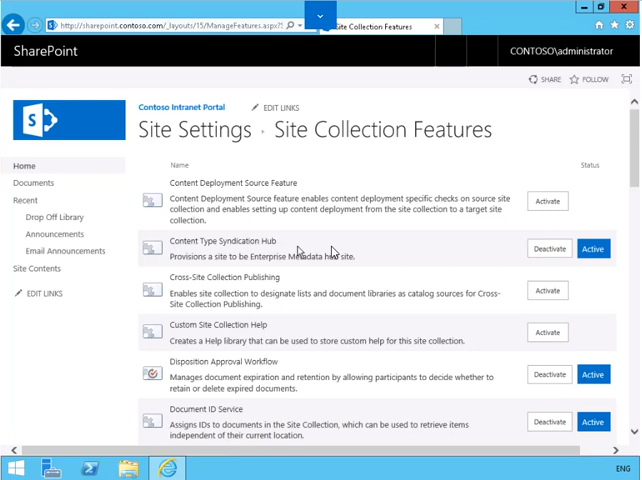 http://sharepoint.contoso.com/_layouts/15/ManageFeatures.aspx?S
Site Collection Features
SharePoint
CONTOSO\administrator
SHARE
FOLLOW
Contoso Intranet Portal
EDIT LINKS
Site Settings
Site Collection Features
Home
Documents
Recent
Drop Off Library
Announcements
Email Announcements
Site Contents
EDIT LINKS
Name
Status
Content Deployment Source Feature
Content Deployment Source feature enables content deployment specific checks on source site
collection and enables setting up content deployment from the site collection to a target site
collection.
Activate
Content Type Syndication Hub
Provisions a site to be Enterprise Metadata hub site.
Deactivate
Active
Cross-Site Collection Publishing
Enables site collection to designate lists and document libraries as catalog sources for Cross-
Site Collection Publishing.
Activate
Custom Site Collection Help
Creates a Help library that can be used to store custom help for this site collection.
Activate
Disposition Approval Workflow
Manages document expiration and retention by allowing participants to decide whether to
retain or delete expired documents.
Deactivate
Active
Document ID Service
Assigns IDs to documents in the Site Collection, which can be used to retrieve items
independent of their current location.
Deactivate
Active
ENG